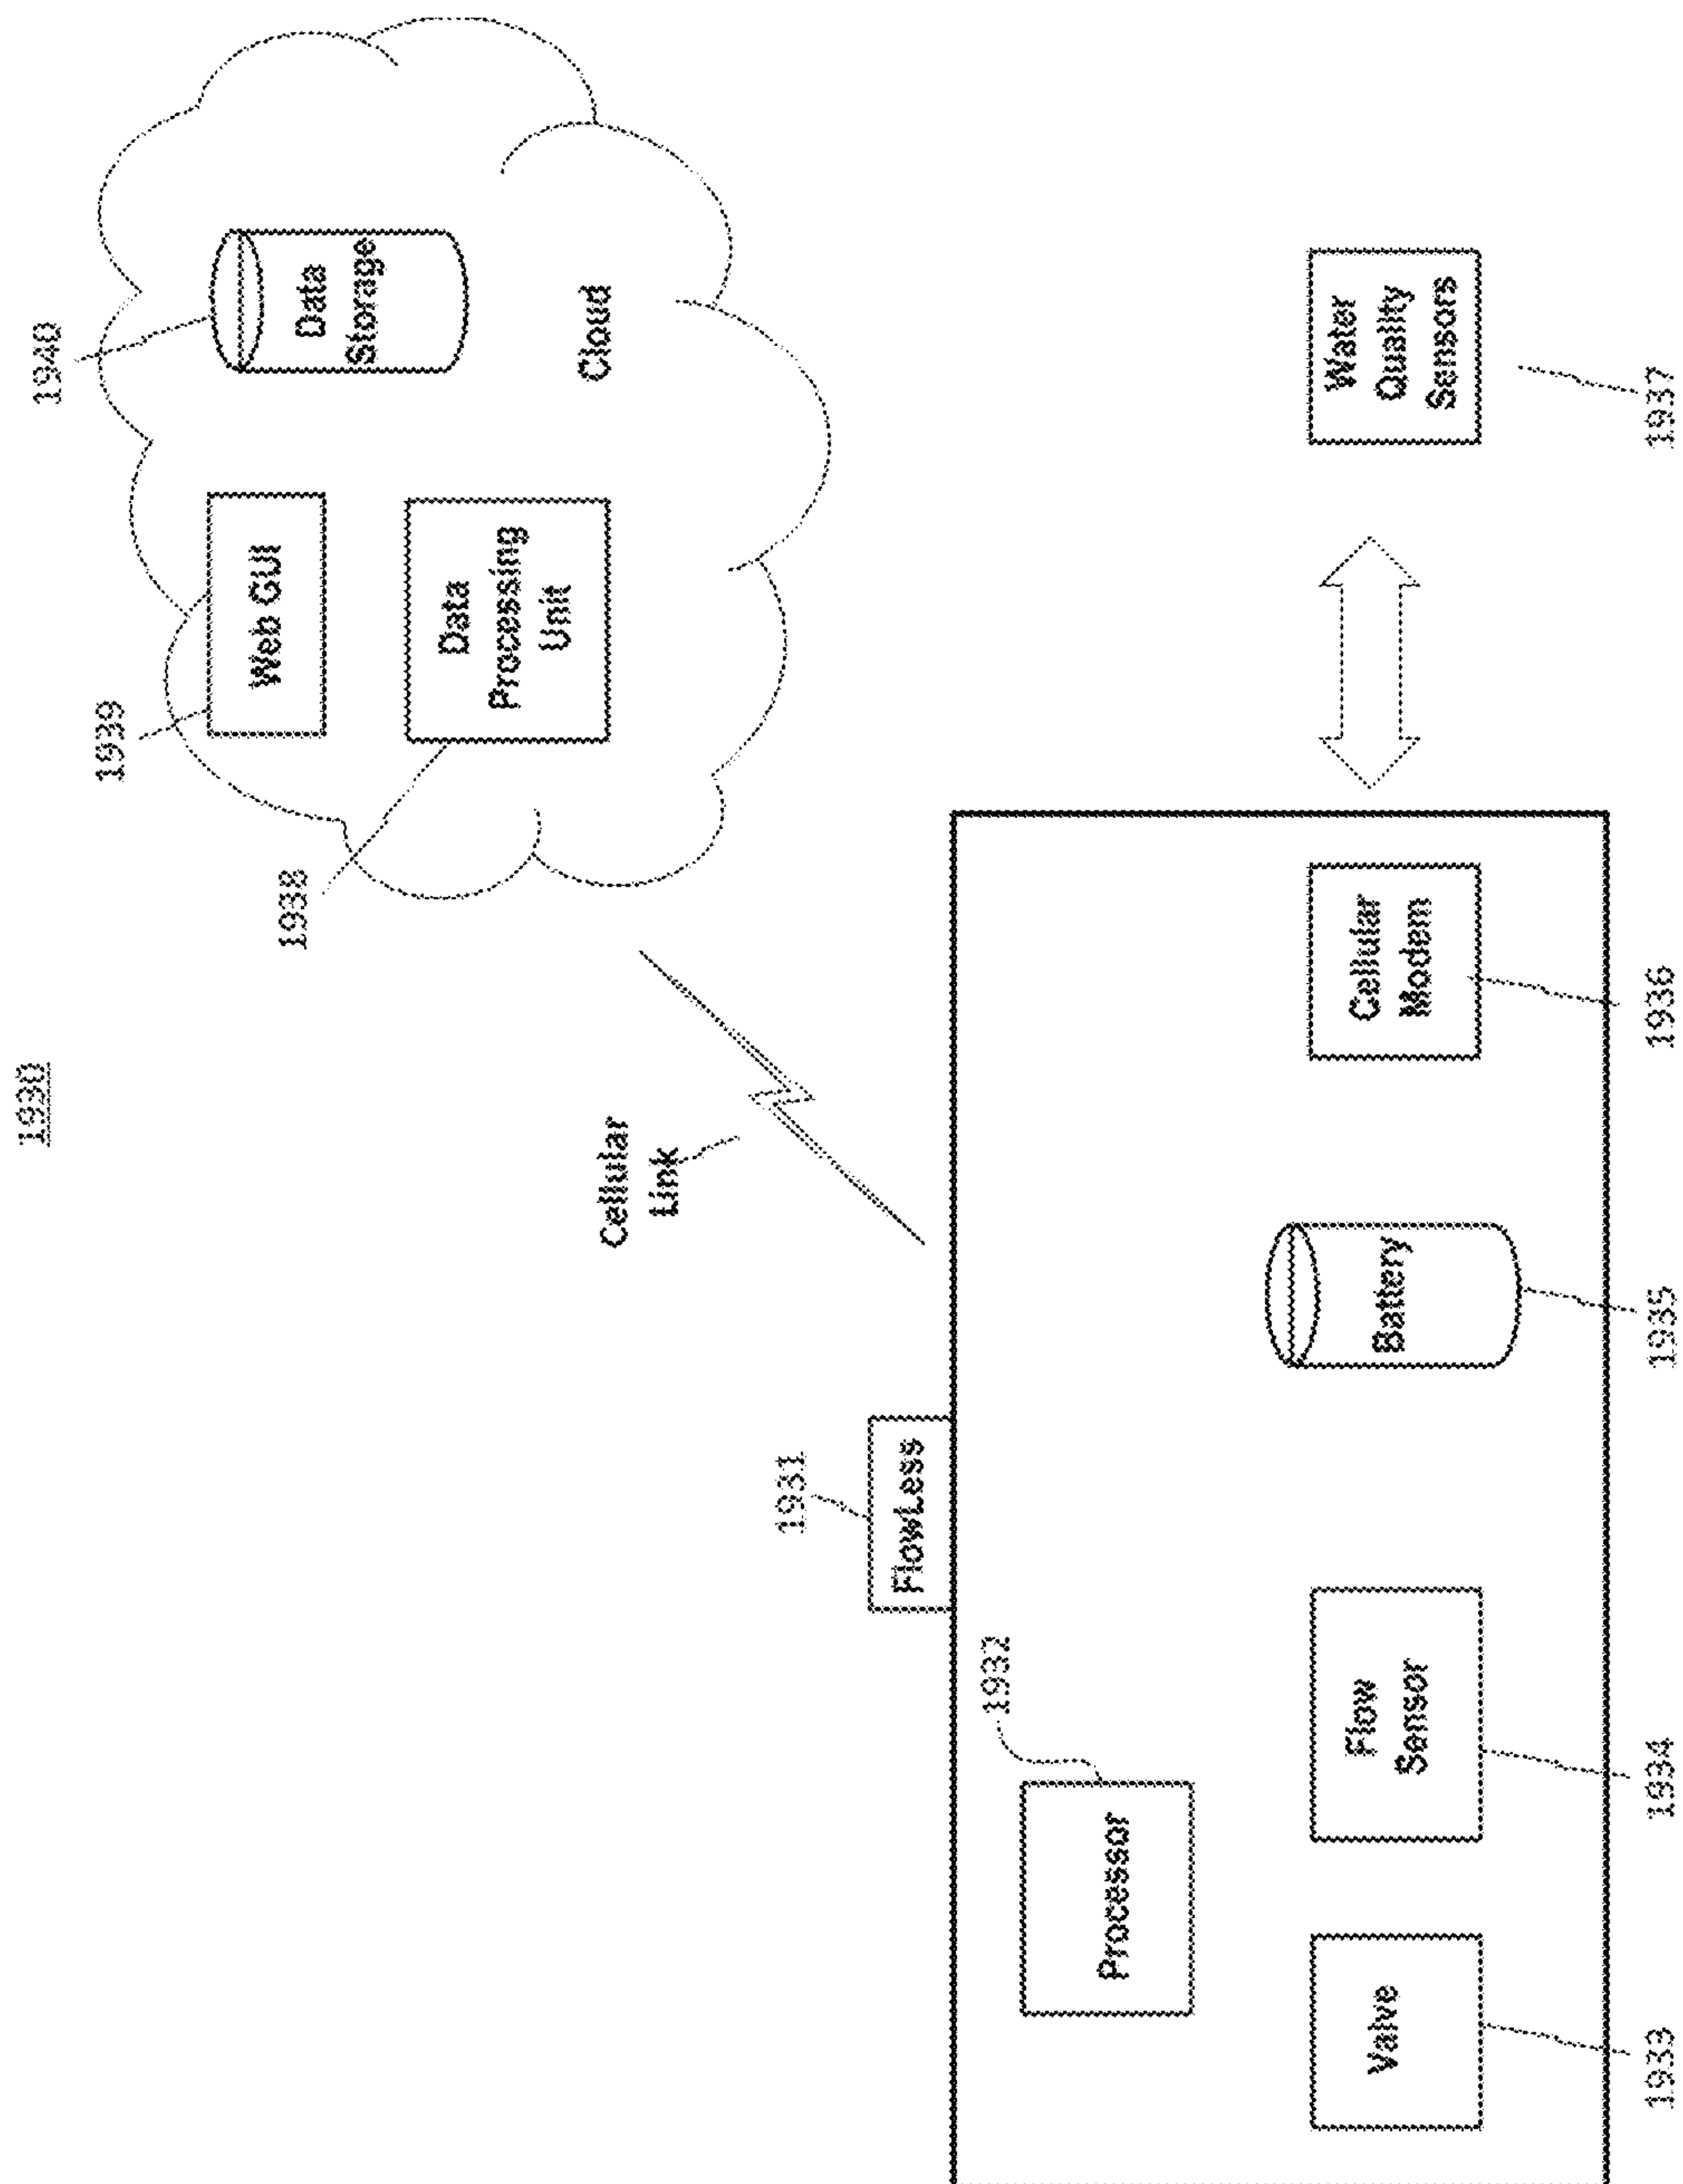 1930
1940
1939
Web GUI
Data
Storage
1938
Data
Processing
Unit
Cloud
Cellular
Link
1931
FlowLess
1932
Processor
Valve
Flow
Sensor
Battery
Cellular
Modem
Water
Quality
Sensors
1933
1934
1935
1936
1937